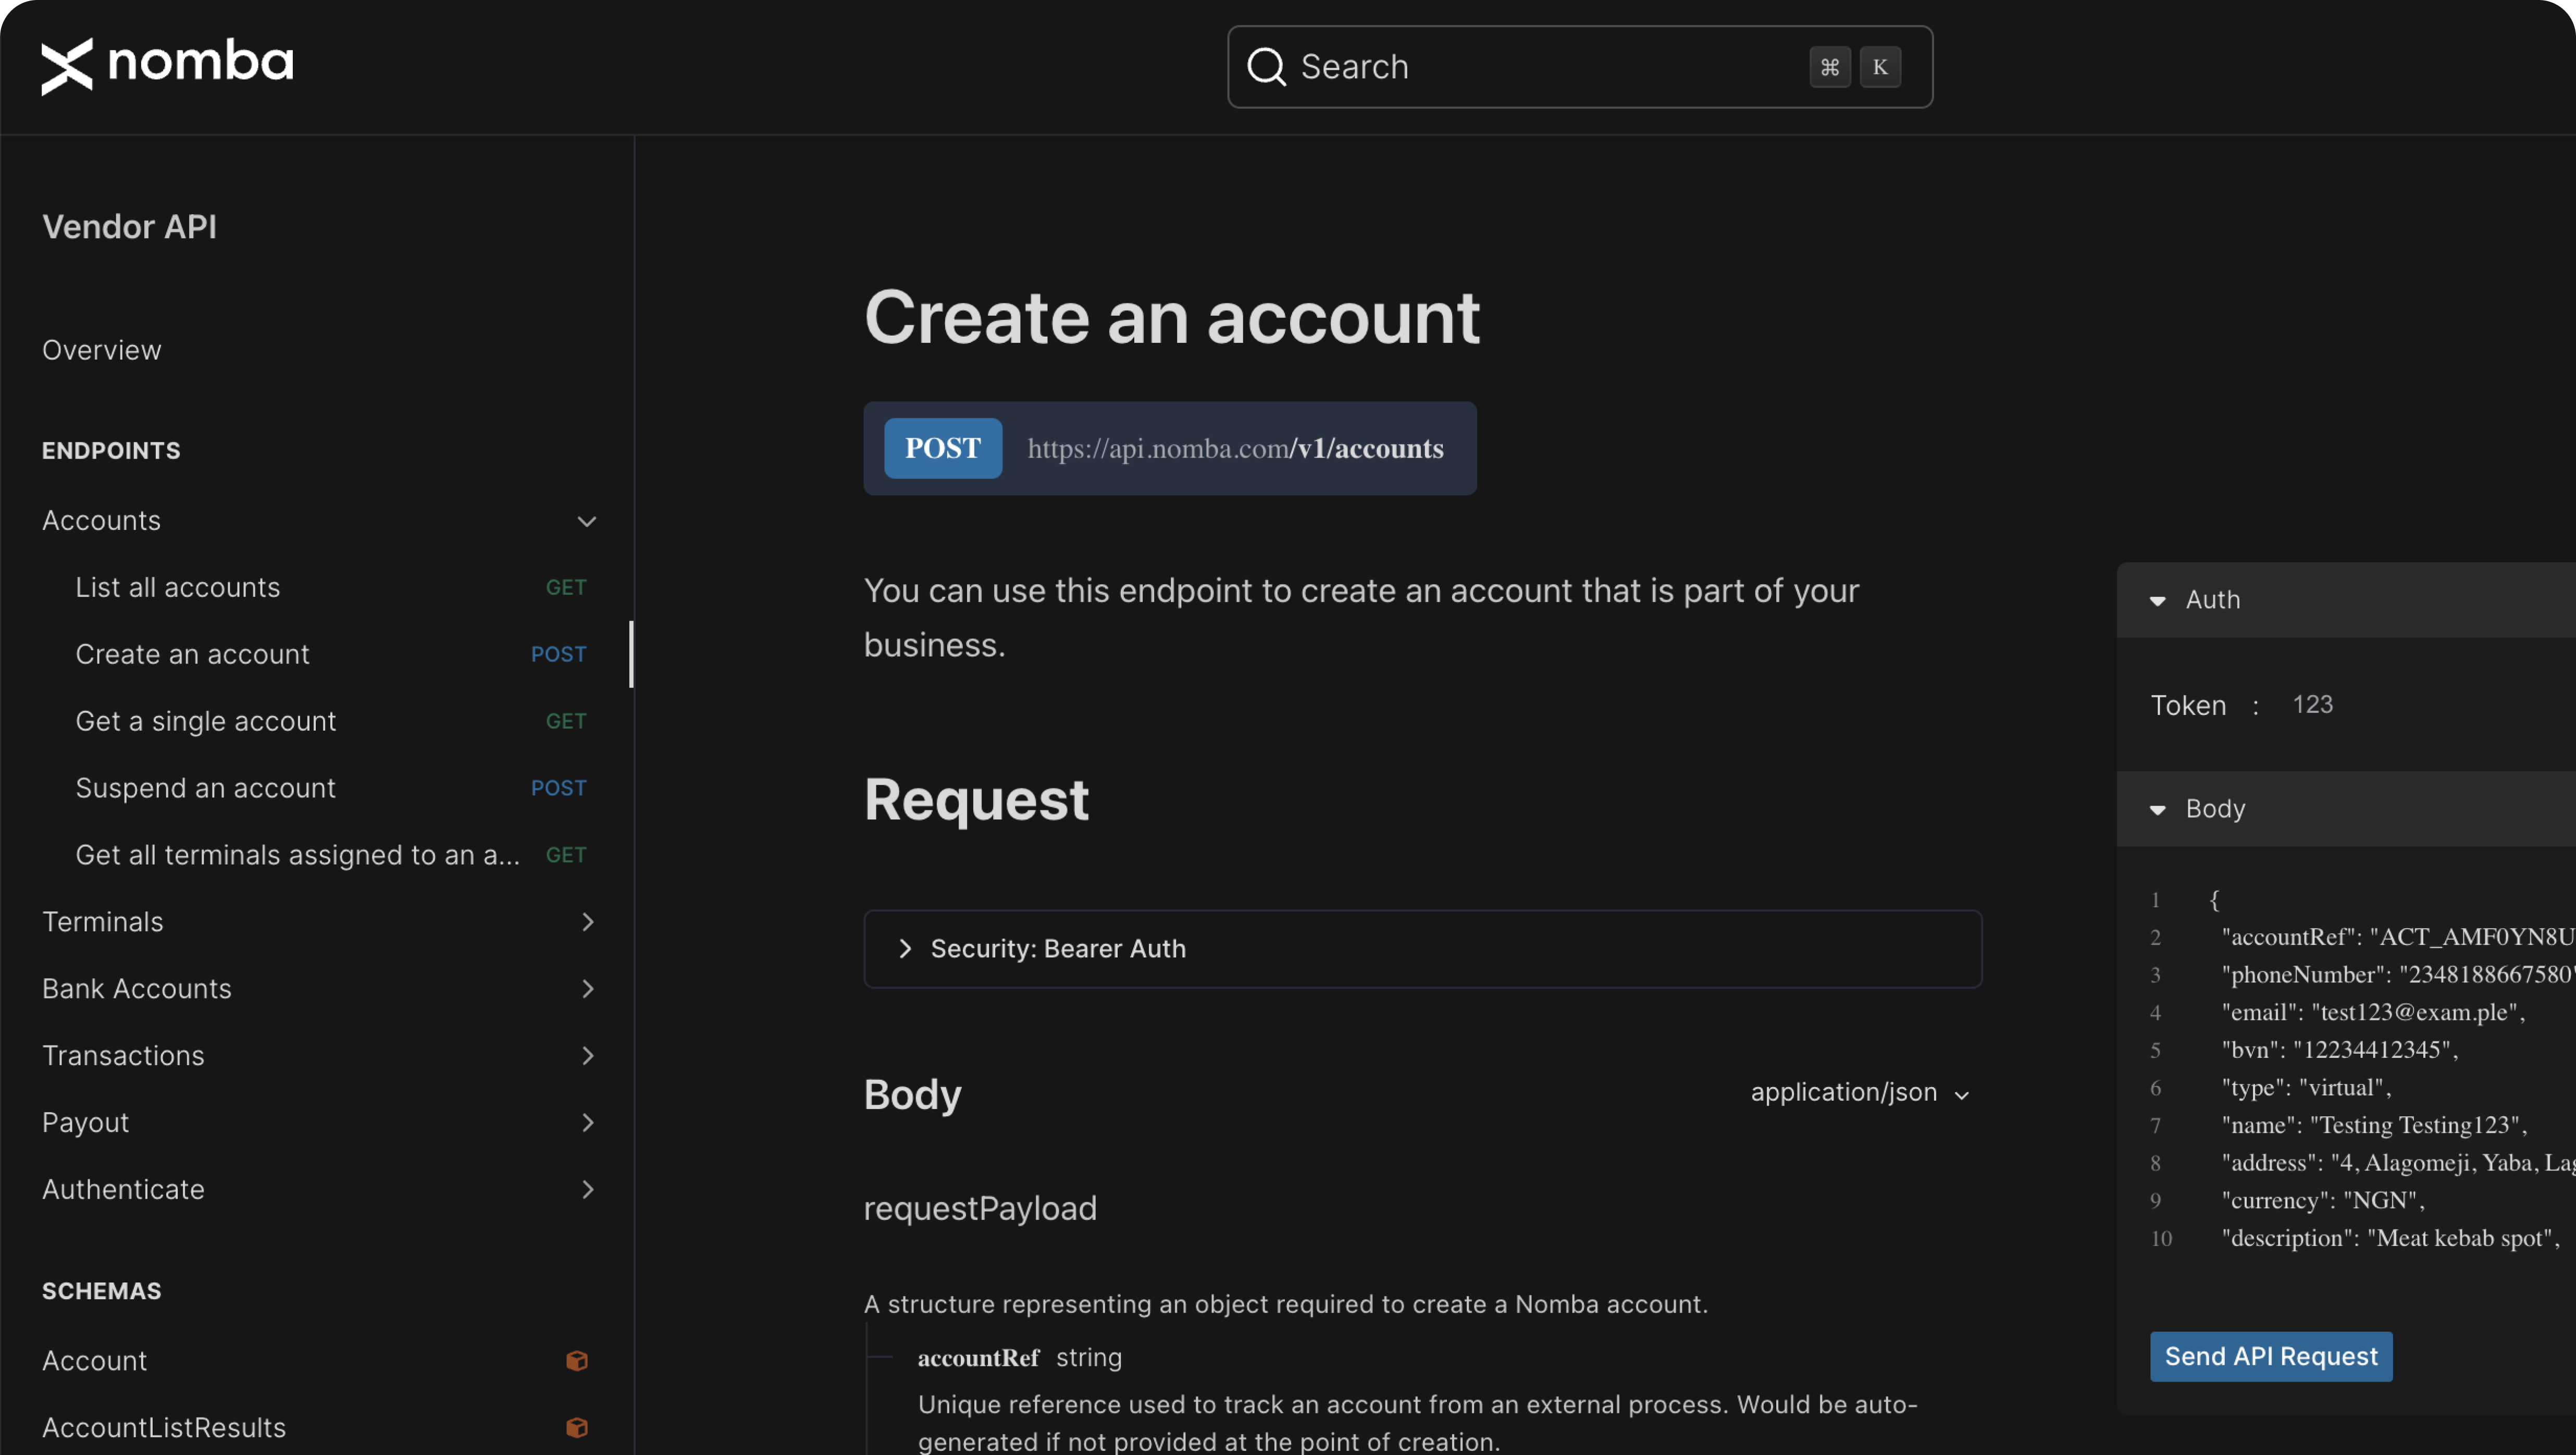 nomba
Search
⌘ K
Vendor API
Overview
ENDPOINTS
Accounts
List all accounts GET
Create an account POST
Get a single account GET
Suspend an account POST
Get all terminals assigned to an a... GET
Terminals
Bank Accounts
Transactions
Payout
Authenticate
SCHEMAS
Account
AccountListResults
Create an account
POST https://api.nomba.com/v1/accounts
You can use this endpoint to create an account that is part of your
business.
Request
Security: Bearer Auth
Body application/json
requestPayload
A structure representing an object required to create a Nomba account.
accountRef string
Unique reference used to track an account from an external process. Would be auto-
generated if not provided at the point of creation.
Auth
Token : 123
Body
1 {
2 "accountRef": "ACT_AMF0YN8U
3 "phoneNumber": "2348188667580"
4 "email": "test123@exam.ple",
5 "bvn": "12234412345",
6 "type": "virtual",
7 "name": "Testing Testing123",
8 "address": "4, Alagomeji, Yaba, Lag
9 "currency": "NGN",
10 "description": "Meat kebab spot",
Send API Request